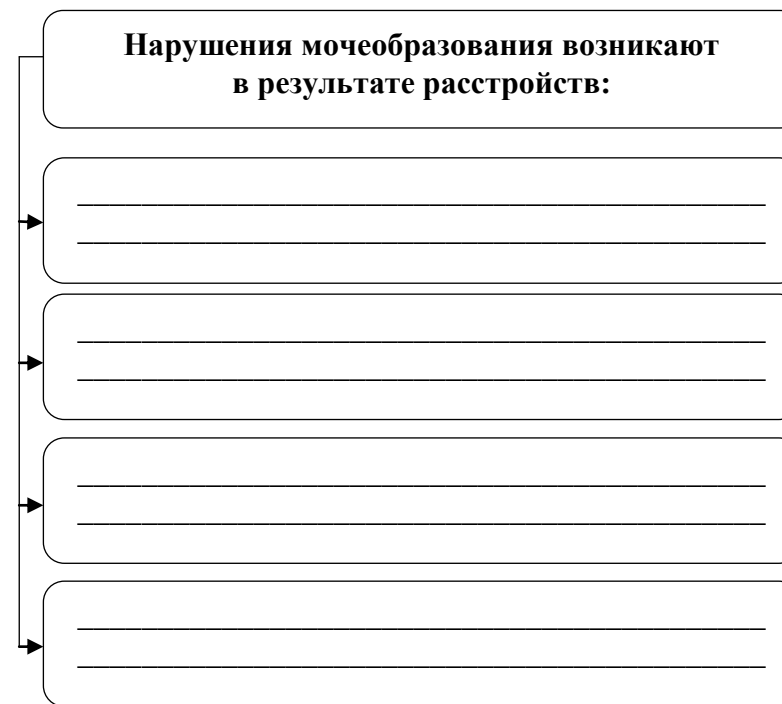 Нарушения мочеобразования возникают
в результате расстройств: